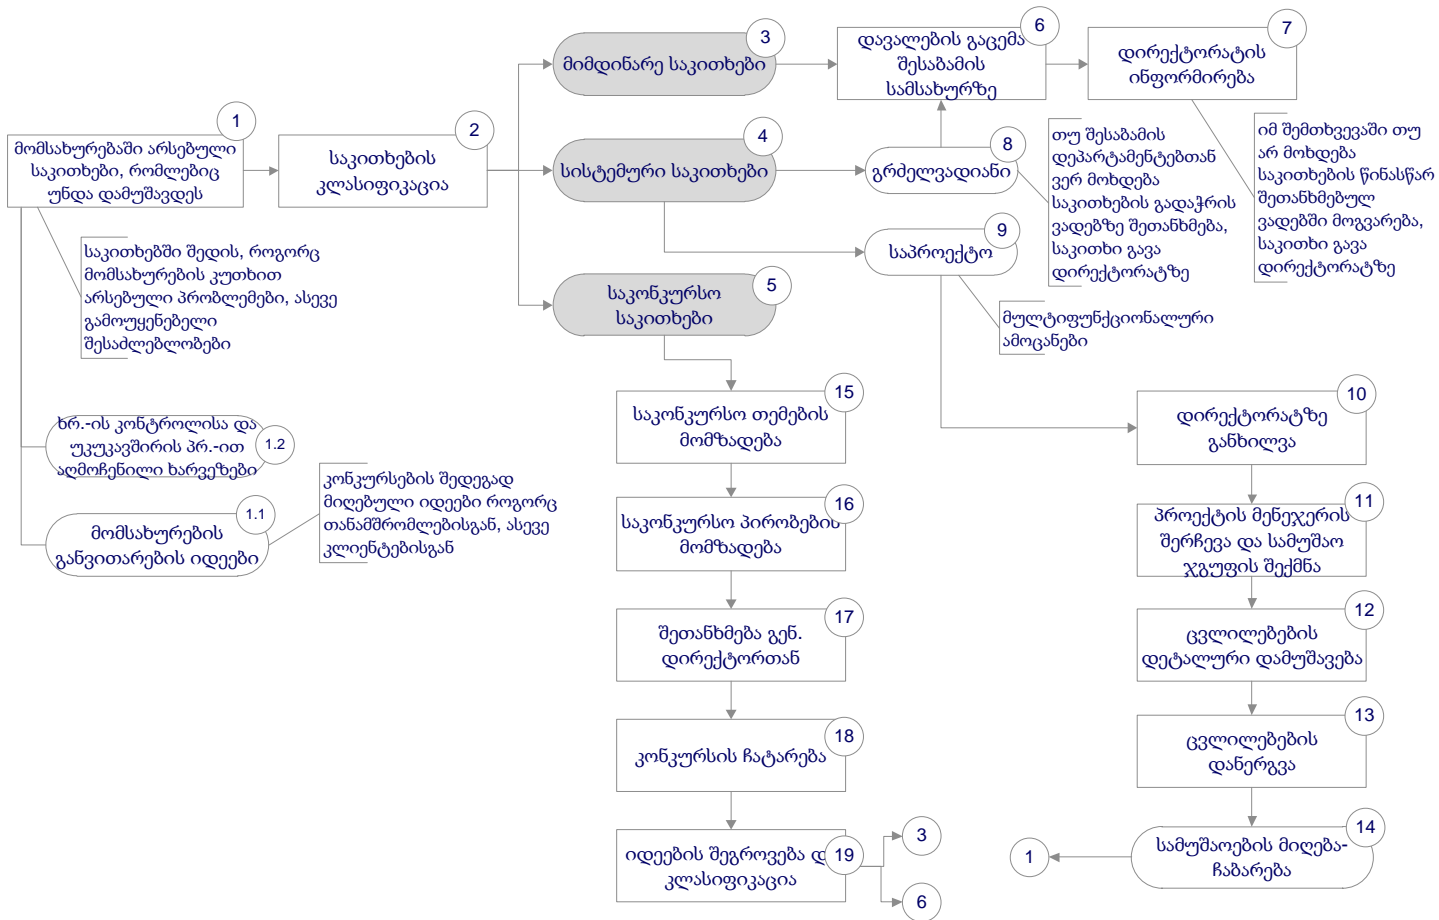 1
მომსახურებაში არსებული
საკითხები, რომლებიც
უნდა დამუშავდეს
2
საკითხების
კლასიფიკაცია
3
მიმდინარე საკითხები
4
სისტემური საკითხები
5
საკონკურსო
საკითხები
6
დავალების გაცემა
შესაბამის
სამსახურზე
7
დირექტორატის
ინფორმირება
8
გრძელვადიანი
9
საპროექტო
თუ შესაბამის
დეპარტამენტებთან
ვერ მოხდება
საკითხების გადაჭრის
ვადებზე შეთანხმება,
საკითხი გავა
დირექტორატზე
იმ შემთხვევაში თუ
არ მოხდება
საკითხების წინასწარ
შეთანხმებულ
ვადებში მოგვარება,
საკითხი გავა
დირექტორატზე
საკითხებში შედის, როგორც
მომსახურების კუთხით
არსებული პრობლემები, ასევე
გამოუყენებელი
შესაძლებლობები
მულტიფუნქციონალური
ამოცანები
1.2
ხრ.-ის კონტროლისა და
უკუკავშირის პრ.-ით
აღმოჩენილი ხარვეზები
1.1
მომსახურების
განვითარების იდეები
კონკურსების შედეგად
მიღებული იდეები როგორც
თანამშრომლებისგან, ასევე
კლიენტებისგან
15
საკონკურსო თემების
მომზადება
16
საკონკურსო პირობების
მომზადება
17
შეთანხმება გენ.
დირექტორთან
18
კონკურსის ჩატარება
19
იდეების შეგროვება და
კლასიფიკაცია
3
6
10
დირექტორატზე
განხილვა
11
პროექტის მენეჯერის
შერჩევა და სამუშაო
ჯგუფის შექმნა
12
ცვლილებების
დეტალური დამუშავება
13
ცვლილებების
დანერგვა
14
სამუშაოების მიღება-
ჩაბარება
1